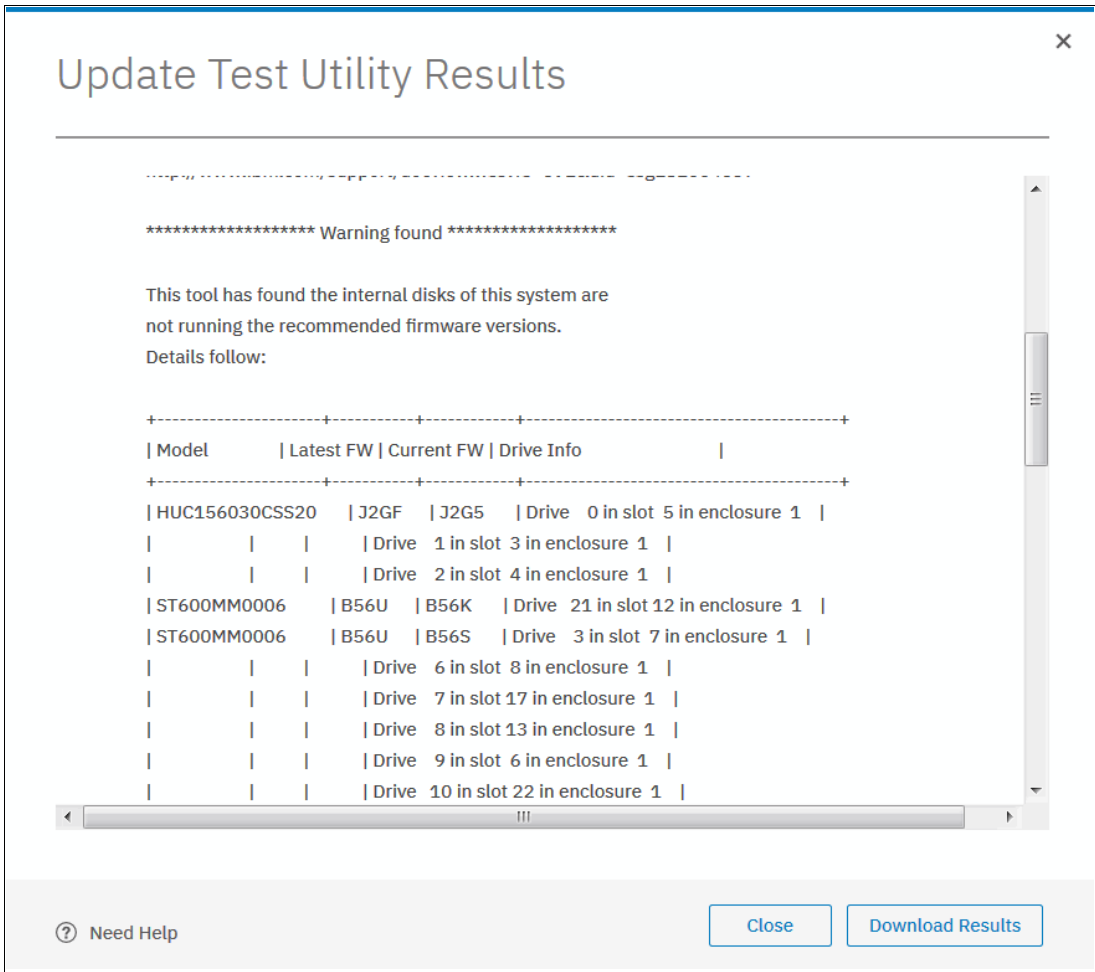 Update Test Utility Results
******************* Warning found *******************
This tool has found the internal disks of this system are
not running the recommended firmware versions.
Details follow:
+----------------------+-----------+------------+------------------------------------------+
| Model | Latest FW | Current FW | Drive Info |
+----------------------+-----------+------------+------------------------------------------+
| HUC156030CSS20 | J2GF | J2G5 | Drive 0 in slot 5 in enclosure 1 |
| | | | Drive 1 in slot 3 in enclosure 1 |
| | | | Drive 2 in slot 4 in enclosure 1 |
| ST600MM0006 | B56U | B56K | Drive 21 in slot 12 in enclosure 1 |
| ST600MM0006 | B56U | B56S | Drive 3 in slot 7 in enclosure 1 |
| | | | Drive 6 in slot 8 in enclosure 1 |
| | | | Drive 7 in slot 17 in enclosure 1 |
| | | | Drive 8 in slot 13 in enclosure 1 |
| | | | Drive 9 in slot 6 in enclosure 1 |
| | | | Drive 10 in slot 22 in enclosure 1 |
? Need Help
Close
Download Results